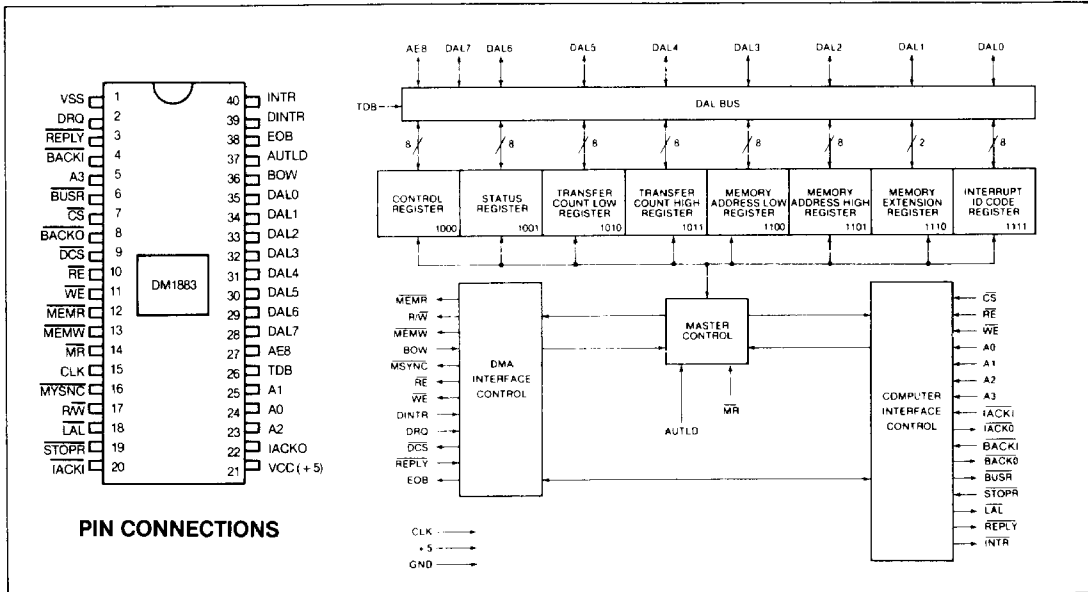 VSS 1
DRQ 2
REPLY 3
BACKI 4
A3 5
BUSR 6
CS 7
BACKO 8
DCS 9
RE 10
WE 11
MEMR 12
MEMW 13
MR 14
CLK 15
MYSNC 16
R/W 17
LAL 18
STOPR 19
IACKI 20
DM1883
40 INTR
39 DINTR
38 EOB
37 AUTLD
36 BOW
35 DAL0
34 DAL1
33 DAL2
32 DAL3
31 DAL4
30 DAL5
29 DAL6
28 DAL7
27 AE8
26 TDB
25 A1
24 A0
23 A2
22 IACKO
21 VCC (+5)
PIN CONNECTIONS
AE8 DAL7 DAL6 DAL5 DAL4 DAL3 DAL2 DAL1 DAL0
TDB
DAL BUS
8 8 8 8 8 8 2 8
CONTROL
REGISTER
1000
STATUS
REGISTER
1001
TRANSFER
COUNT LOW
REGISTER
1010
TRANSFER
COUNT HIGH
REGISTER
1011
MEMORY
ADDRESS LOW
REGISTER
1100
MEMORY
ADDRESS HIGH
REGISTER
1101
MEMORY
EXTENSION
REGISTER
1110
INTERRUPT
ID CODE
REGISTER
1111
MEMR
R/W
MEMW
BOW
MSYNC
RE
WE
DINTR
DRQ
DCS
REPLY
EOB
DMA
INTERFACE
CONTROL
MASTER
CONTROL
AUTLD
MR
COMPUTER
INTERFACE
CONTROL
CS
RE
WE
A0
A1
A2
A3
IACKI
IACKO
BACKI
BACKO
BUSR
STOPR
LAL
REPLY
INTR
CLK
+5
GND